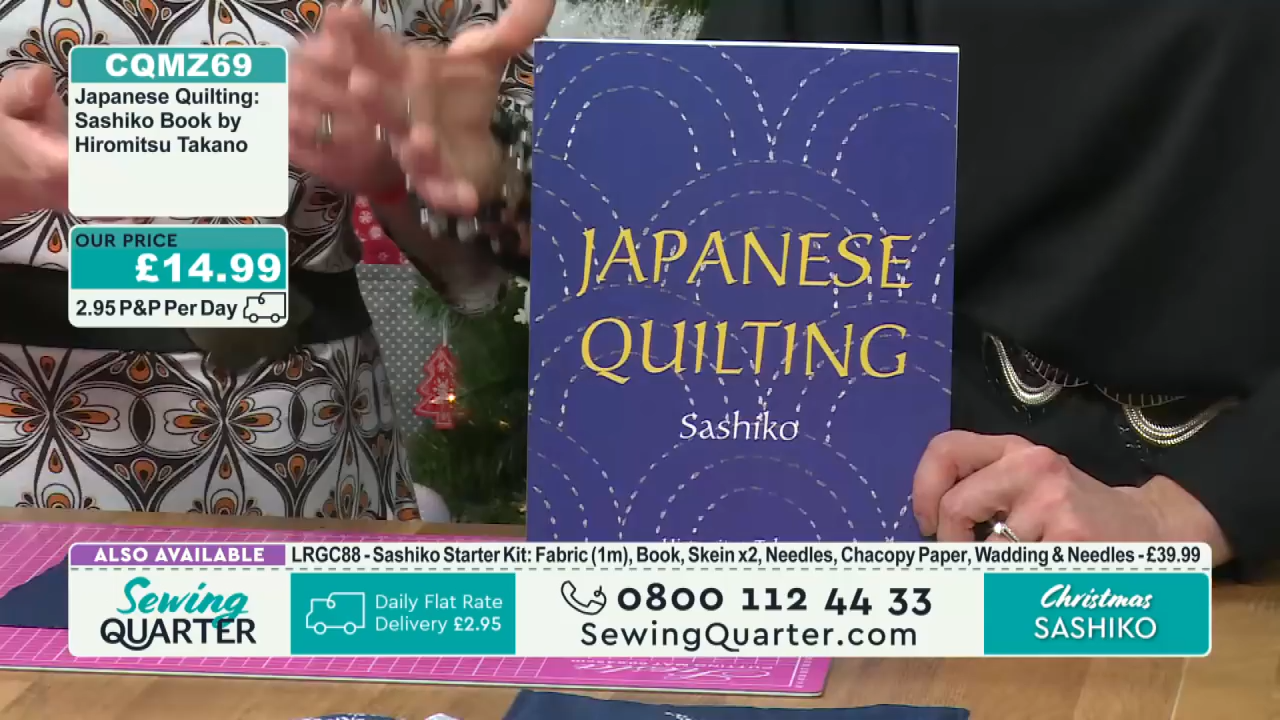 CQMZ69
Japanese Quilting:
Sashiko Book by
Hiromitsu Takano
OUR PRICE
£14.99
2.95 P&P Per Day
JAPANESE
QUILTING
Sashiko
ALSO AVAILABLE
LRGC88 - Sashiko Starter Kit: Fabric (1m), Book, Skein x2, Needles, Chacopy Paper, Wadding & Needles - £39.99
Sewing
QUARTER
Daily Flat Rate
Delivery £2.95
0800 112 44 33
SewingQuarter.com
Christmas
SASHIKO